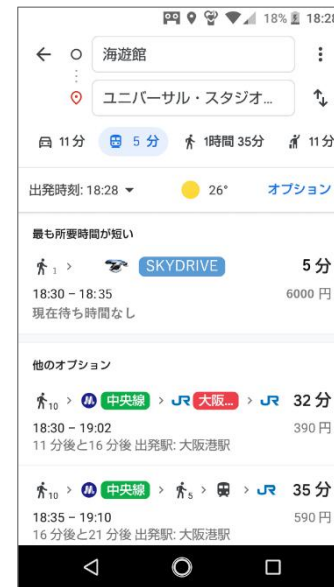 18% 18:28
海遊館
ユニバーサル・スタジオ...
11分 5 分 1時間 35分 11分
出発時刻: 18:28 26° オプション
最も所要時間が短い
1 > SKYDRIVE 5 分
18:30 – 18:35 6000 円
現在待ち時間なし
他のオプション
10 > 中央線 > JR 大阪... > JR 32 分
18:30 – 19:02 390 円
11 分後と16 分後 出発駅: 大阪港駅
10 > 中央線 > 5 > > JR 35 分
18:35 – 19:10 590 円
16 分後と21 分後 出発駅: 大阪港駅